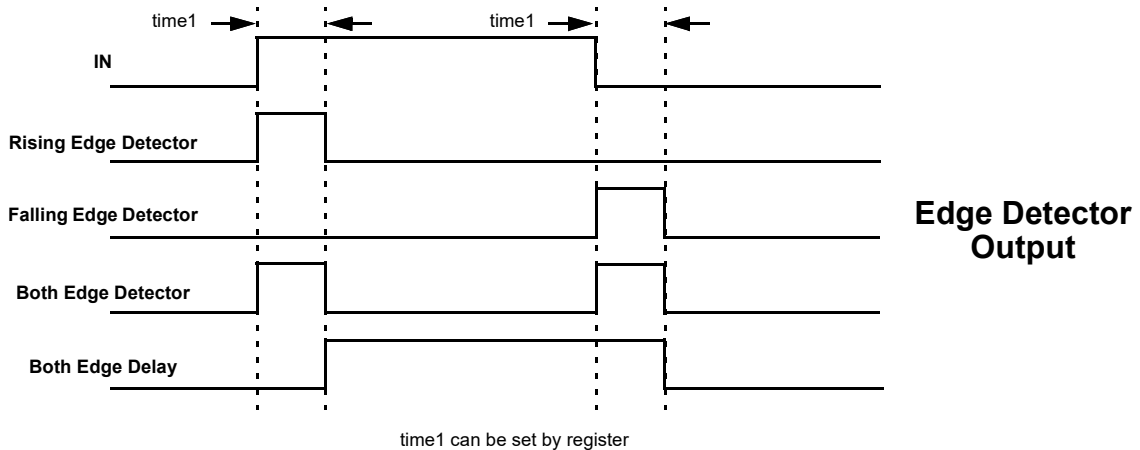 time1
time1
IN
Rising Edge Detector
Falling Edge Detector
Edge Detector
Output
Both Edge Detector
Both Edge Delay
time1 can be set by register